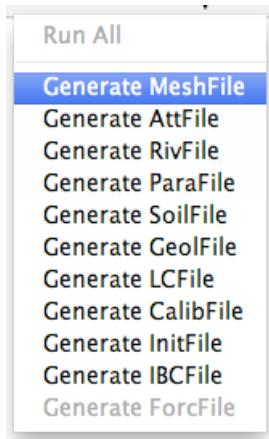 Run All
Generate MeshFile
Generate AttFile
Generate RivFile
Generate ParaFile
Generate SoilFile
Generate GeolFile
Generate LCFile
Generate CalibFile
Generate InitFile
Generate IBCFile
Generate ForcFile